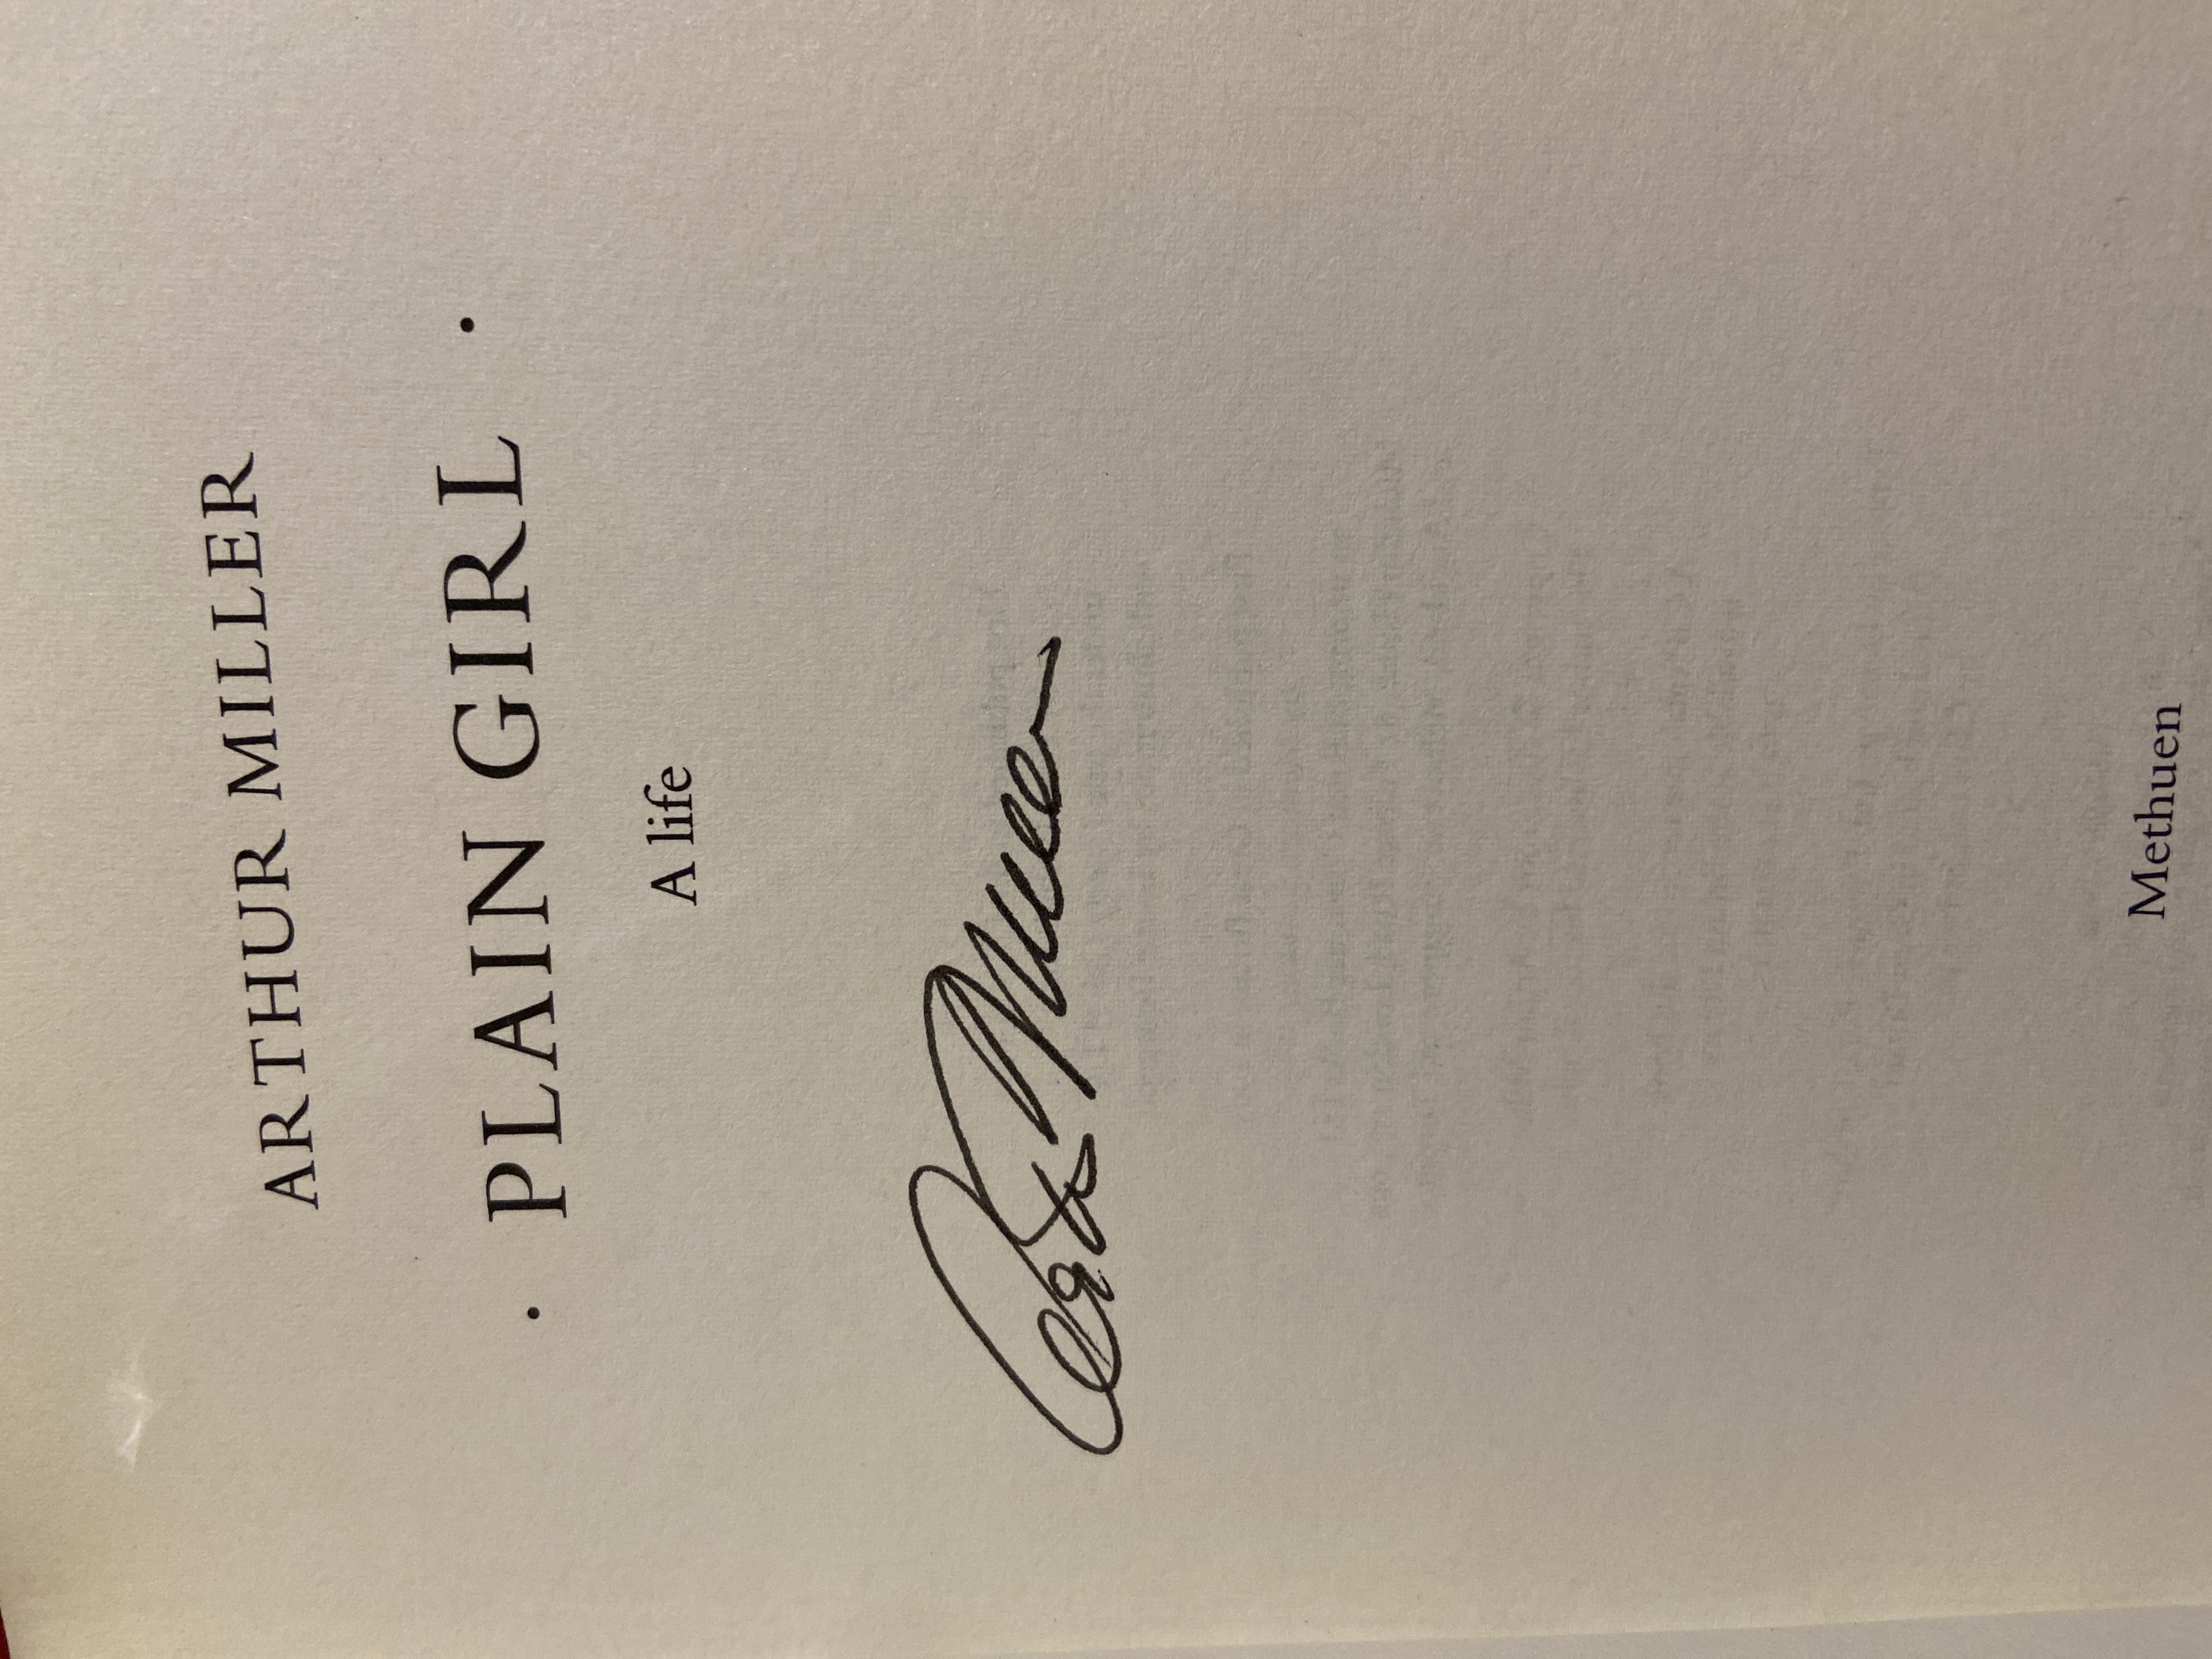 ARTHUR MILLER
· PLAIN GIRL ·
A life
Arthur Miller
Methuen